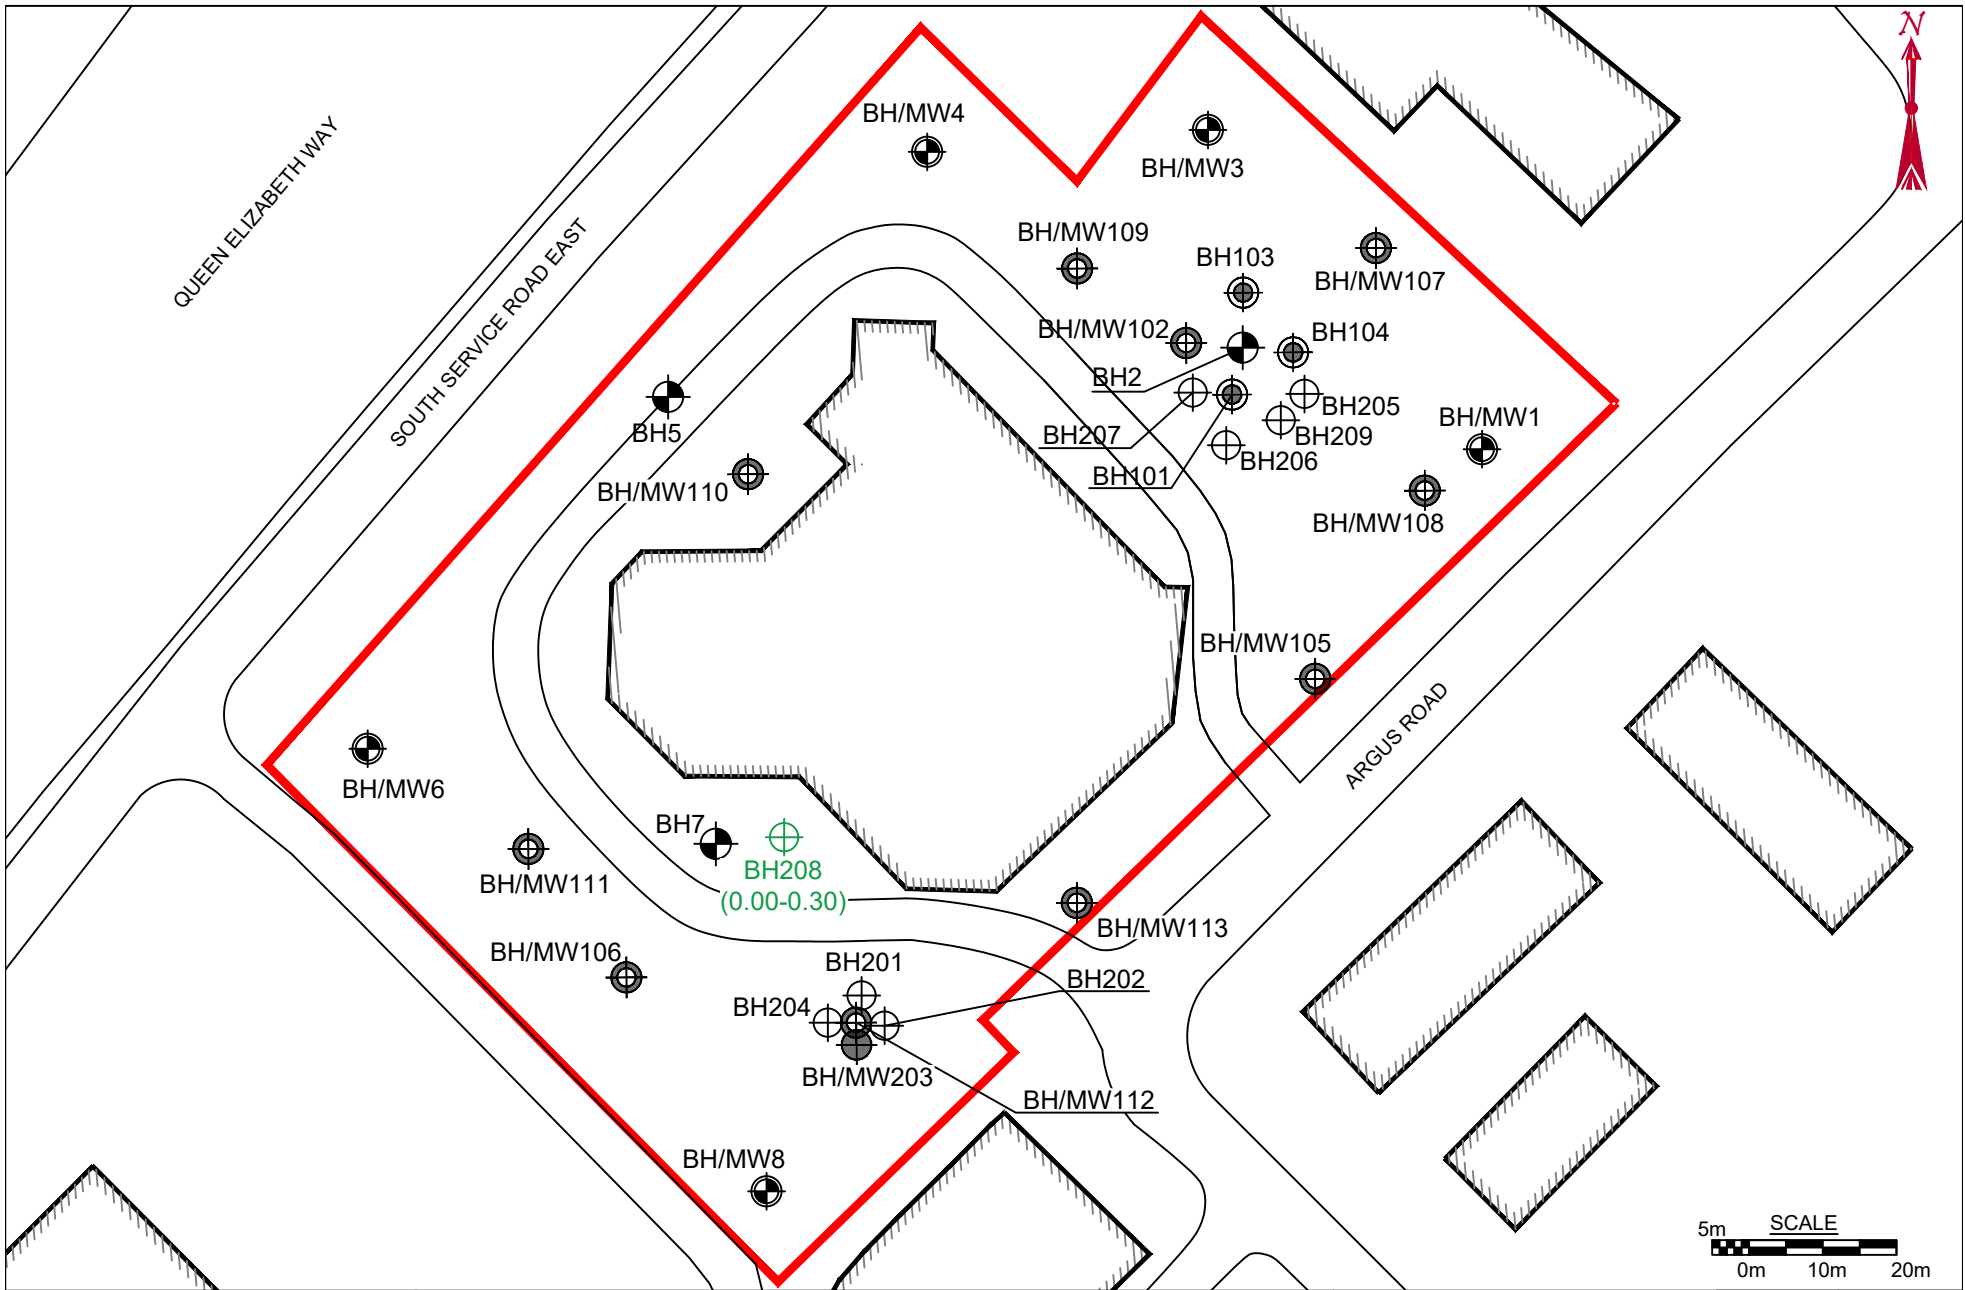 N
BH/MW4
BH/MW3
QUEEN ELIZABETH WAY
SOUTH SERVICE ROAD EAST
BH/MW109
BH103
BH/MW107
BH/MW102
BH104
BH2
BH205
BH5
BH207
BH209
BH/MW1
BH206
BH101
BH/MW110
BH/MW108
BH/MW105
ARGUS ROAD
BH/MW6
BH7
BH208
(0.00-0.30)
BH/MW111
BH/MW113
BH/MW106
BH201
BH202
BH204
BH/MW203
BH/MW112
BH/MW8
5m SCALE
0m 10m 20m